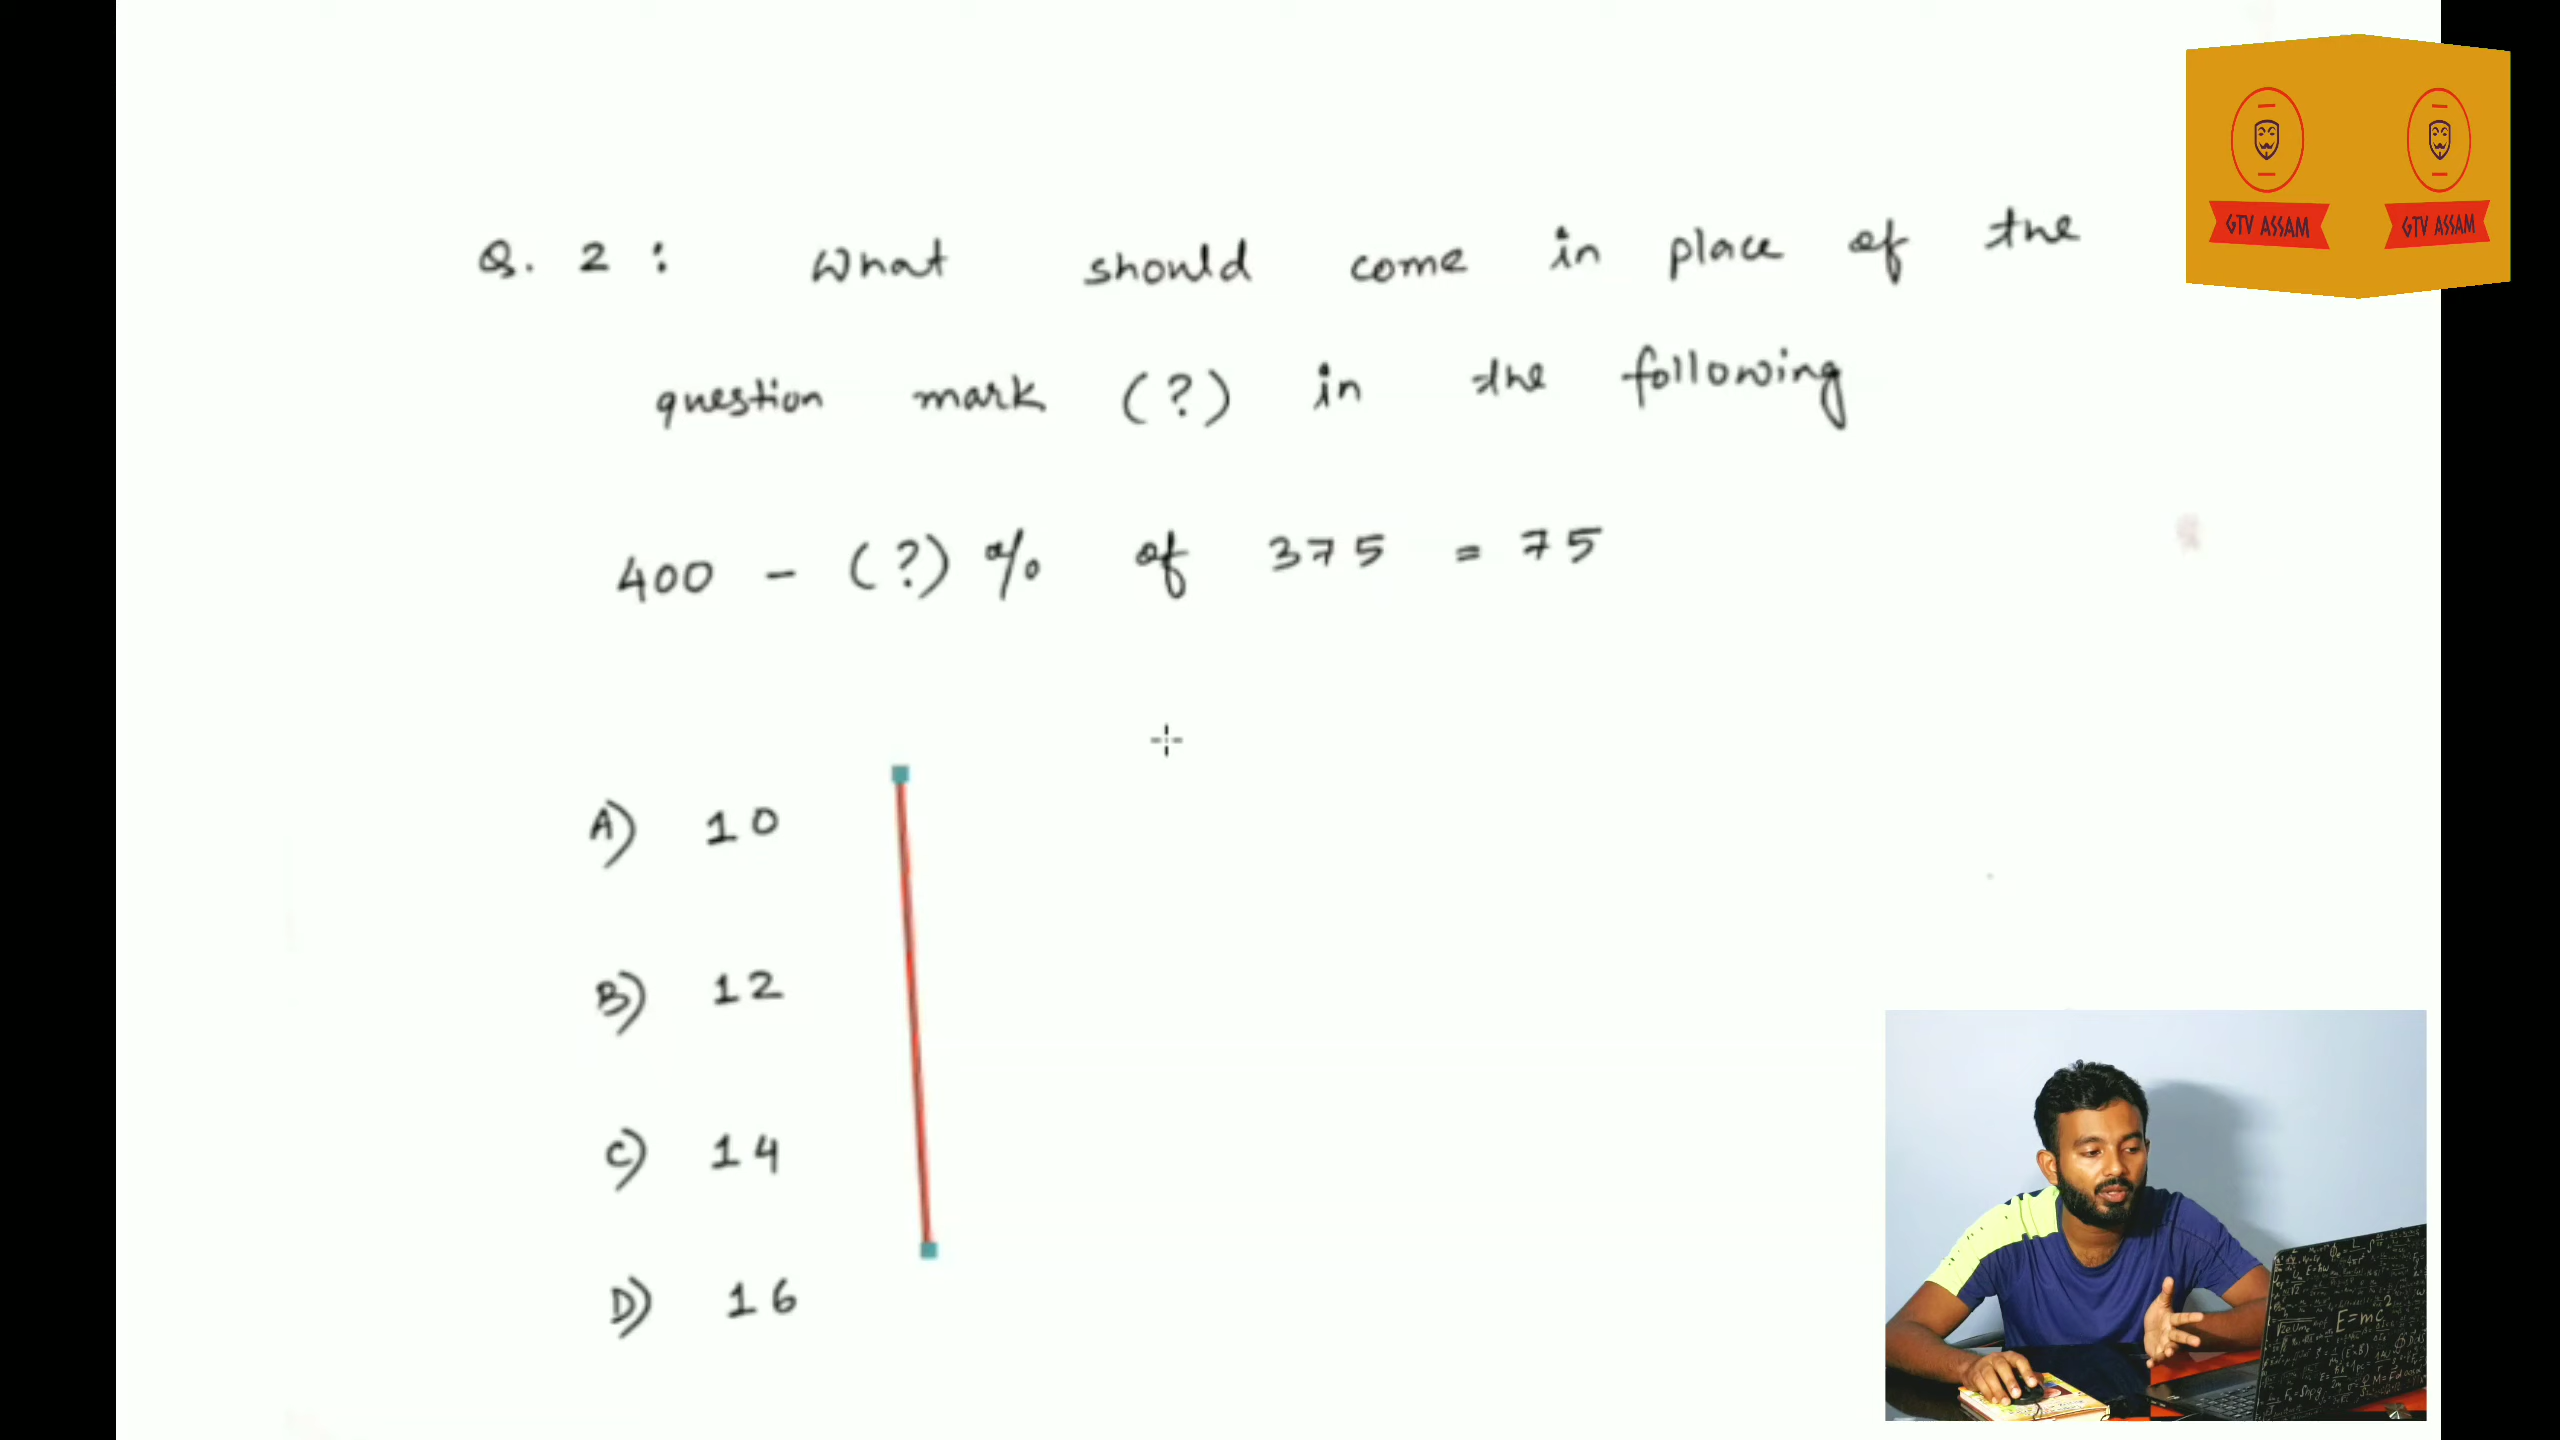 Q. 2 : What should come in place of the
question mark (?) in the following
400 - (?) % of 375 = 75
A) 10
B) 12
C) 14
D) 16
GTV ASSAM
GTV ASSAM
E=mc²